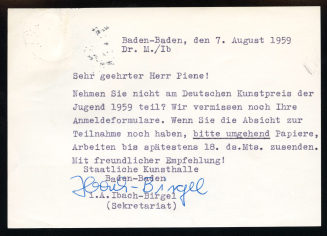 Baden-Baden, den 7. August 1959
Dr. M./Ib
Sehr geehrter Herr Piene!
Nehmen Sie nicht am Deutschen Kunstpreis der
Jugend 1959 teil? Wir vermissen noch Ihre
Anmeldeformulare. Wenn Sie die Absicht zur
Teilnahme noch haben, bitte umgehend Papiere,
Arbeiten bis spätestens 18. ds.Mts. zusenden.
Mit freundlicher Empfehlung!
Staatliche Kunsthalle
Baden-Baden
Ibach-Birgel
I.A.Ibach-Birgel
(Sekretariat)